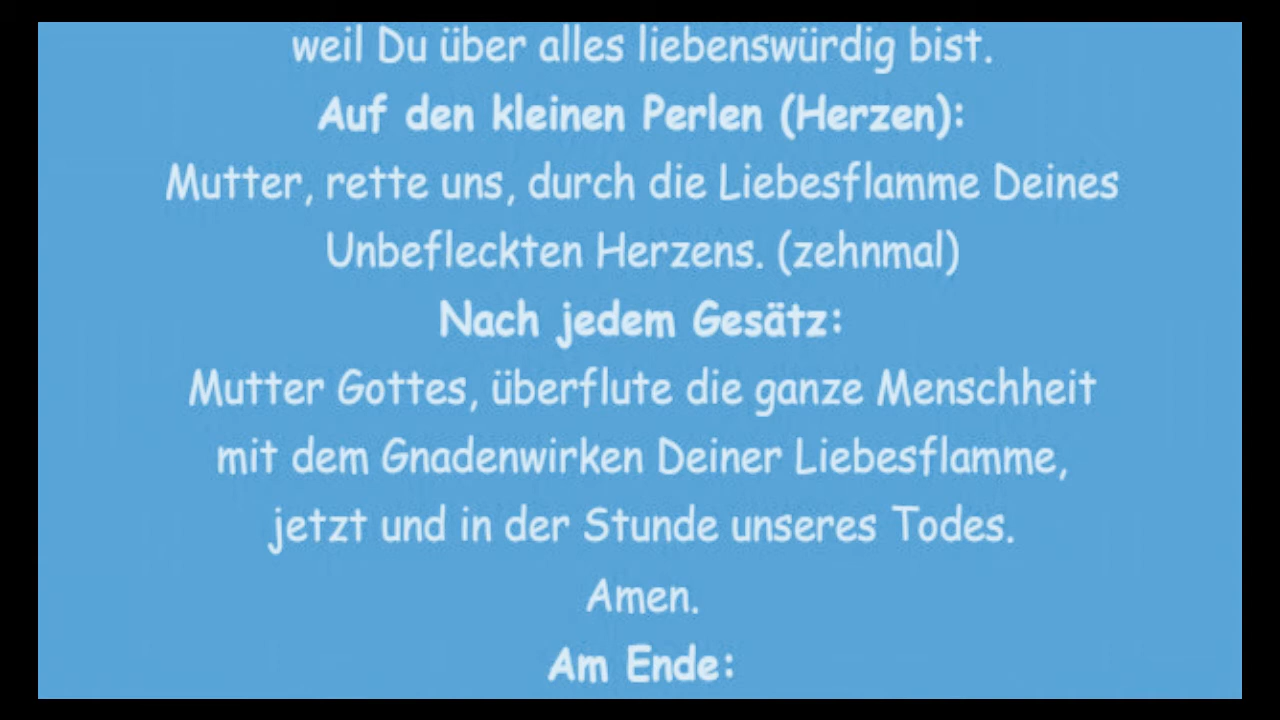 weil Du über alles liebenswürdig bist.
Auf den kleinen Perlen (Herzen):
Mutter, rette uns, durch die Liebesflamme Deines
Unbefleckten Herzens. (zehnmal)
Nach jedem Gesätz:
Mutter Gottes, überflute die ganze Menschheit
mit dem Gnadenwirken Deiner Liebesflamme,
jetzt und in der Stunde unseres Todes.
Amen.
Am Ende: